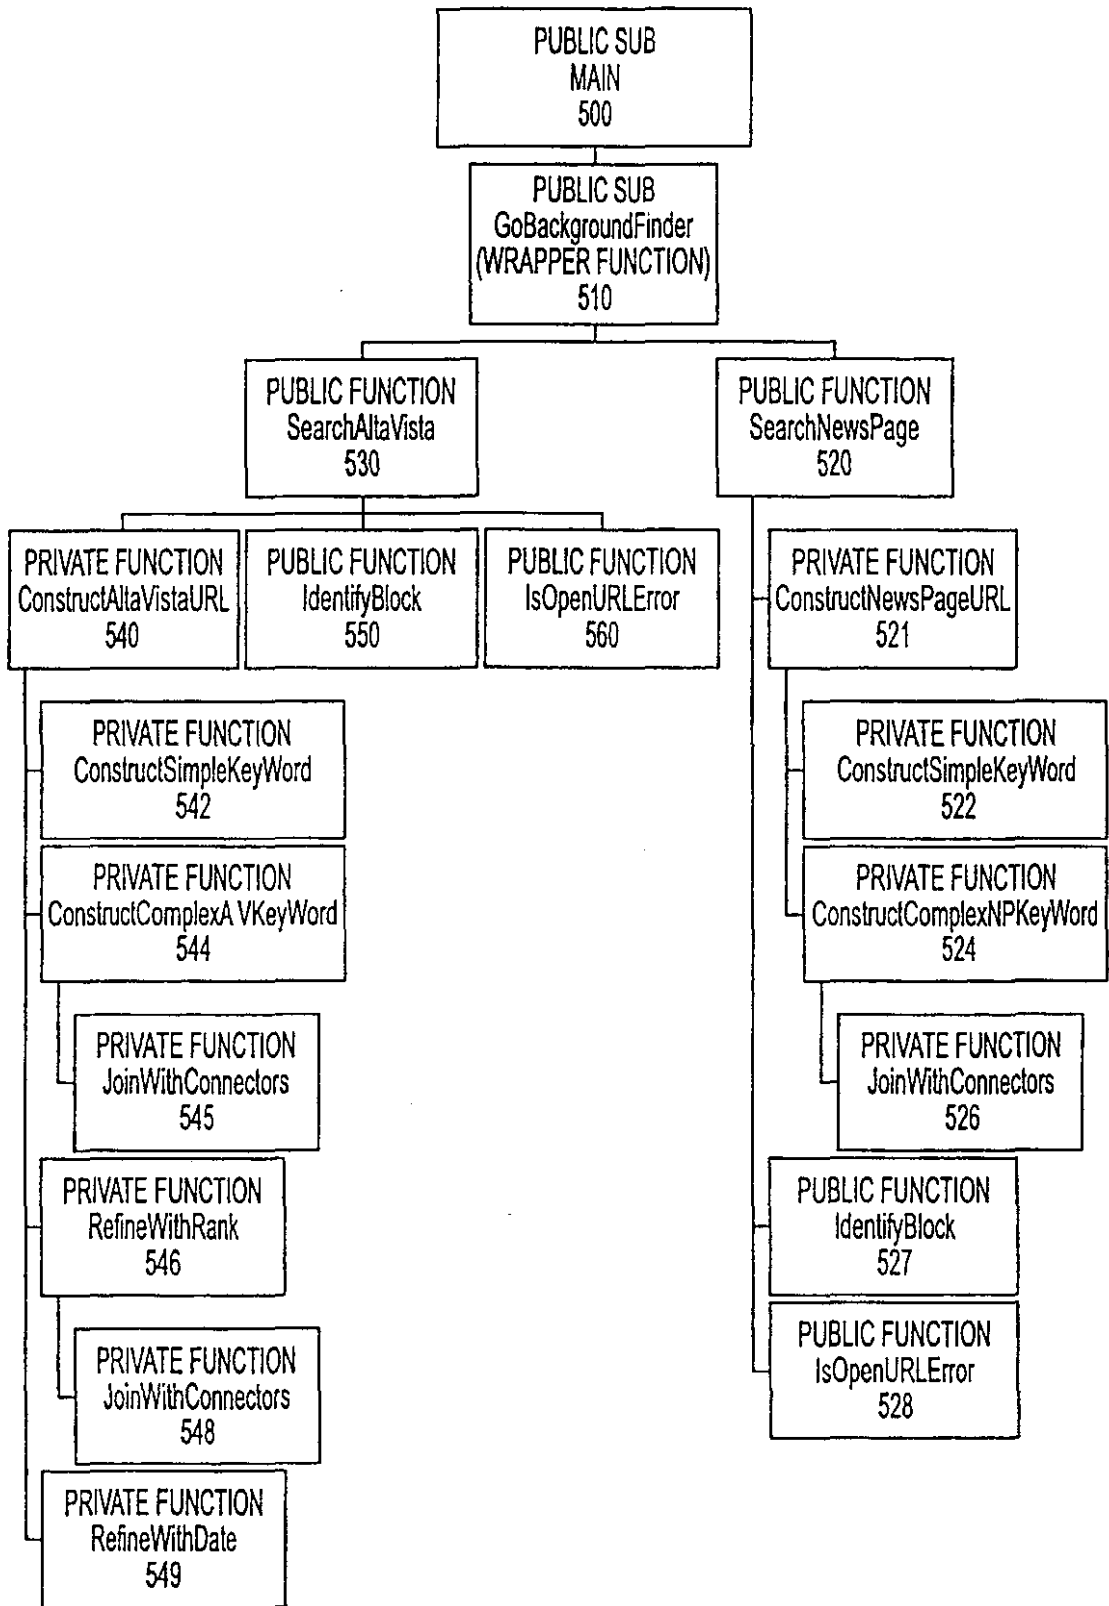 PUBLIC SUB
MAIN
500
PUBLIC SUB
GoBackgroundFinder
(WRAPPER FUNCTION)
510
PUBLIC FUNCTION
SearchAltaVista
530
PUBLIC FUNCTION
SearchNewsPage
520
PRIVATE FUNCTION
ConstructAltaVistaURL
540
PUBLIC FUNCTION
IdentifyBlock
550
PUBLIC FUNCTION
IsOpenURLError
560
PRIVATE FUNCTION
ConstructNewsPageURL
521
PRIVATE FUNCTION
ConstructSimpleKeyWord
542
PRIVATE FUNCTION
ConstructSimpleKeyWord
522
PRIVATE FUNCTION
ConstructComplexA VKeyWord
544
PRIVATE FUNCTION
ConstructComplexNPKeyWord
524
PRIVATE FUNCTION
JoinWithConnectors
545
PRIVATE FUNCTION
JoinWithConnectors
526
PRIVATE FUNCTION
RefineWithRank
546
PUBLIC FUNCTION
IdentifyBlock
527
PRIVATE FUNCTION
JoinWithConnectors
548
PUBLIC FUNCTION
IsOpenURLError
528
PRIVATE FUNCTION
RefineWithDate
549